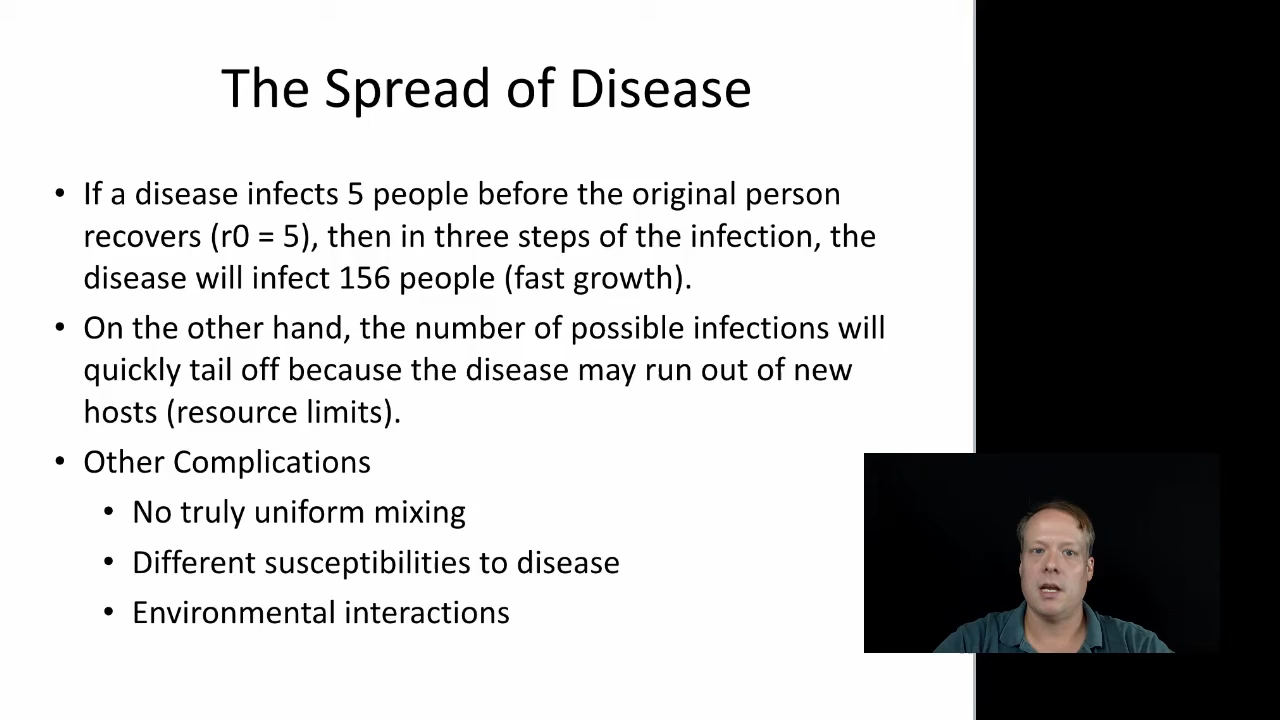 The Spread of Disease
• If a disease infects 5 people before the original person
recovers (r0 = 5), then in three steps of the infection, the
disease will infect 156 people (fast growth).
• On the other hand, the number of possible infections will
quickly tail off because the disease may run out of new
hosts (resource limits).
• Other Complications
• No truly uniform mixing
• Different susceptibilities to disease
• Environmental interactions